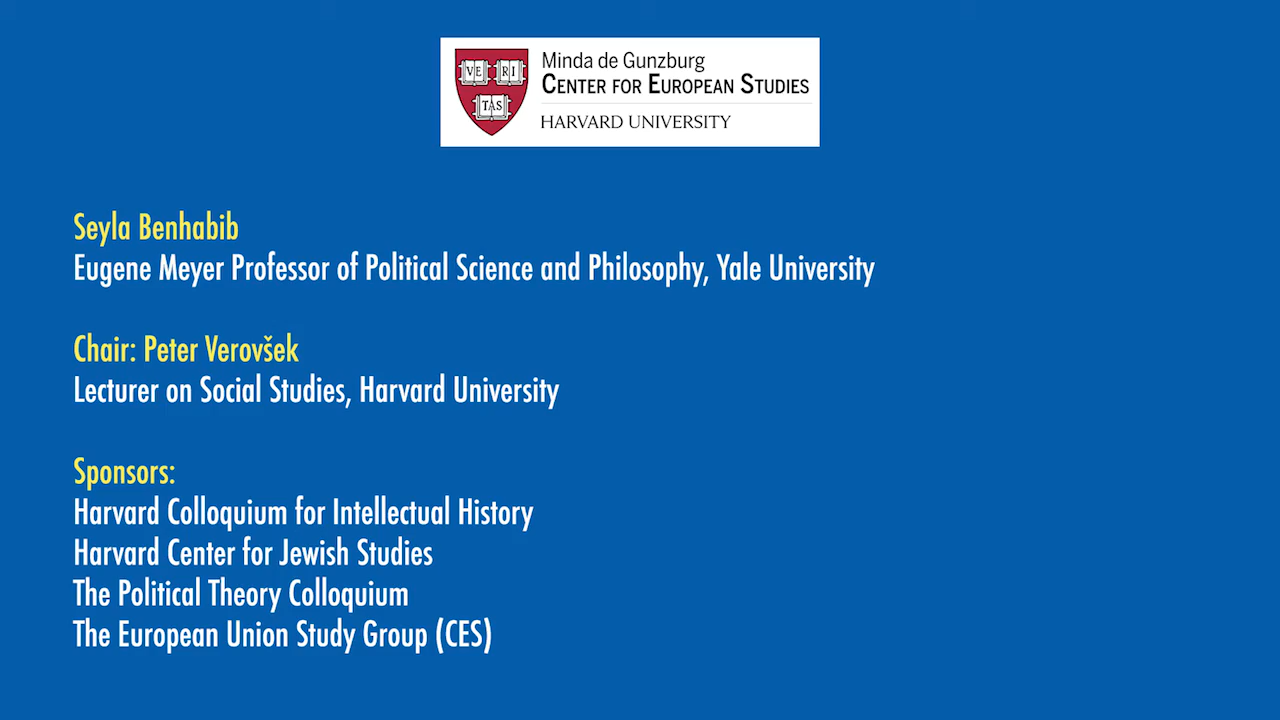 VE RI
TAS
Minda de Gunzburg
CENTER FOR EUROPEAN STUDIES
HARVARD UNIVERSITY
Seyla Benhabib
Eugene Meyer Professor of Political Science and Philosophy, Yale University
Chair: Peter Verovšek
Lecturer on Social Studies, Harvard University
Sponsors:
Harvard Colloquium for Intellectual History
Harvard Center for Jewish Studies
The Political Theory Colloquium
The European Union Study Group (CES)